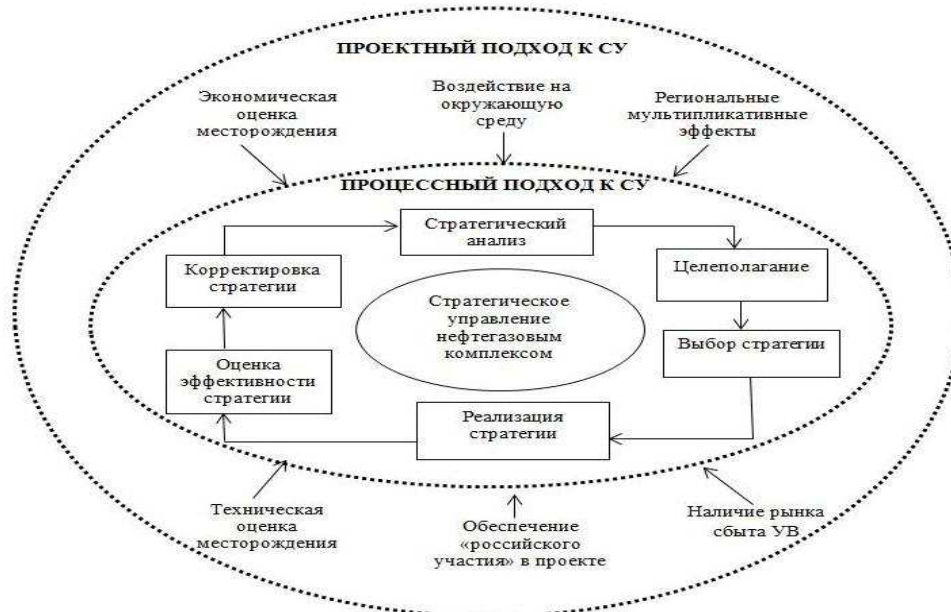 ПРОЕКТНЫЙ ПОДХОД К СУ
Экономическая
оценка
месторождения
Воздействие на
окружающую
среду
Региональные
мультипликативные
эффекты
ПРОЦЕССНЫЙ ПОДХОД К СУ
Стратегический
анализ
Целеполагание
Выбор стратегии
Реализация
стратегии
Оценка
эффективности
стратегии
Корректировка
стратегии
Стратегическое
управление
нефтегазовым
комплексом
Техническая
оценка
месторождения
Обеспечение
«российского
участия» в проекте
Наличие рынка
сбыта УВ